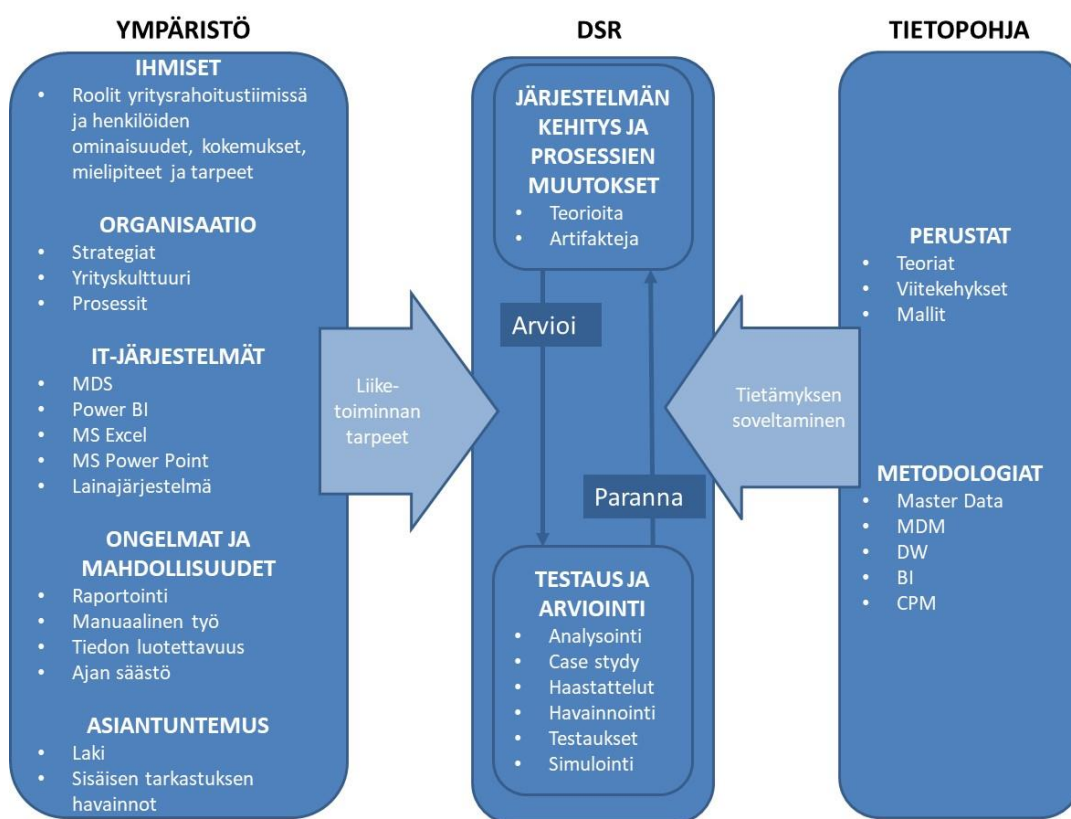 YMPÄRISTÖ
IHMISET
• Roolit yritysrahoitustiimissä
ja henkilöiden
ominaisuudet, kokemukset,
mielipiteet ja tarpeet
ORGANISAATIO
• Strategiat
• Yrityskulttuuri
• Prosessit
IT-JÄRJESTELMÄT
• MDS
• Power BI
• MS Excel
• MS Power Point
• Lainajärjestelmä
ONGELMAT JA
MAHDOLLISUUDET
• Raportointi
• Manuaalinen työ
• Tiedon luotettavuus
• Ajan säästö
ASIANTUNTEMUS
• Laki
• Sisäisen tarkastuksen
havainnot
Liike-
toiminnan
tarpeet
DSR
JÄRJESTELMÄN
KEHITYS JA
PROSESSIEN
MUUTOKSET
• Teorioita
• Artifakteja
Arvioi
Paranna
TESTAUS JA
ARVIOINTI
• Analysointi
• Case stydy
• Haastattelut
• Havainnointi
• Testaukset
• Simulointi
Tietämyksen
soveltaminen
TIETOPOHJA
PERUSTAT
• Teoriat
• Viitekehykset
• Mallit
METODOLOGIAT
• Master Data
• MDM
• DW
• BI
• CPM